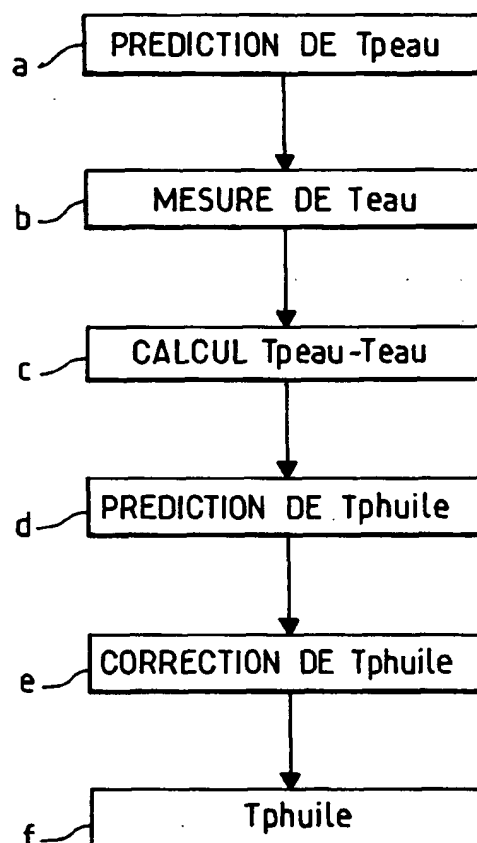 a PREDICTION DE Tpeau
b MESURE DE Teau
c CALCUL Tpeau-Teau
d PREDICTION DE Tphuile
e CORRECTION DE Tphuile
f Tphuile